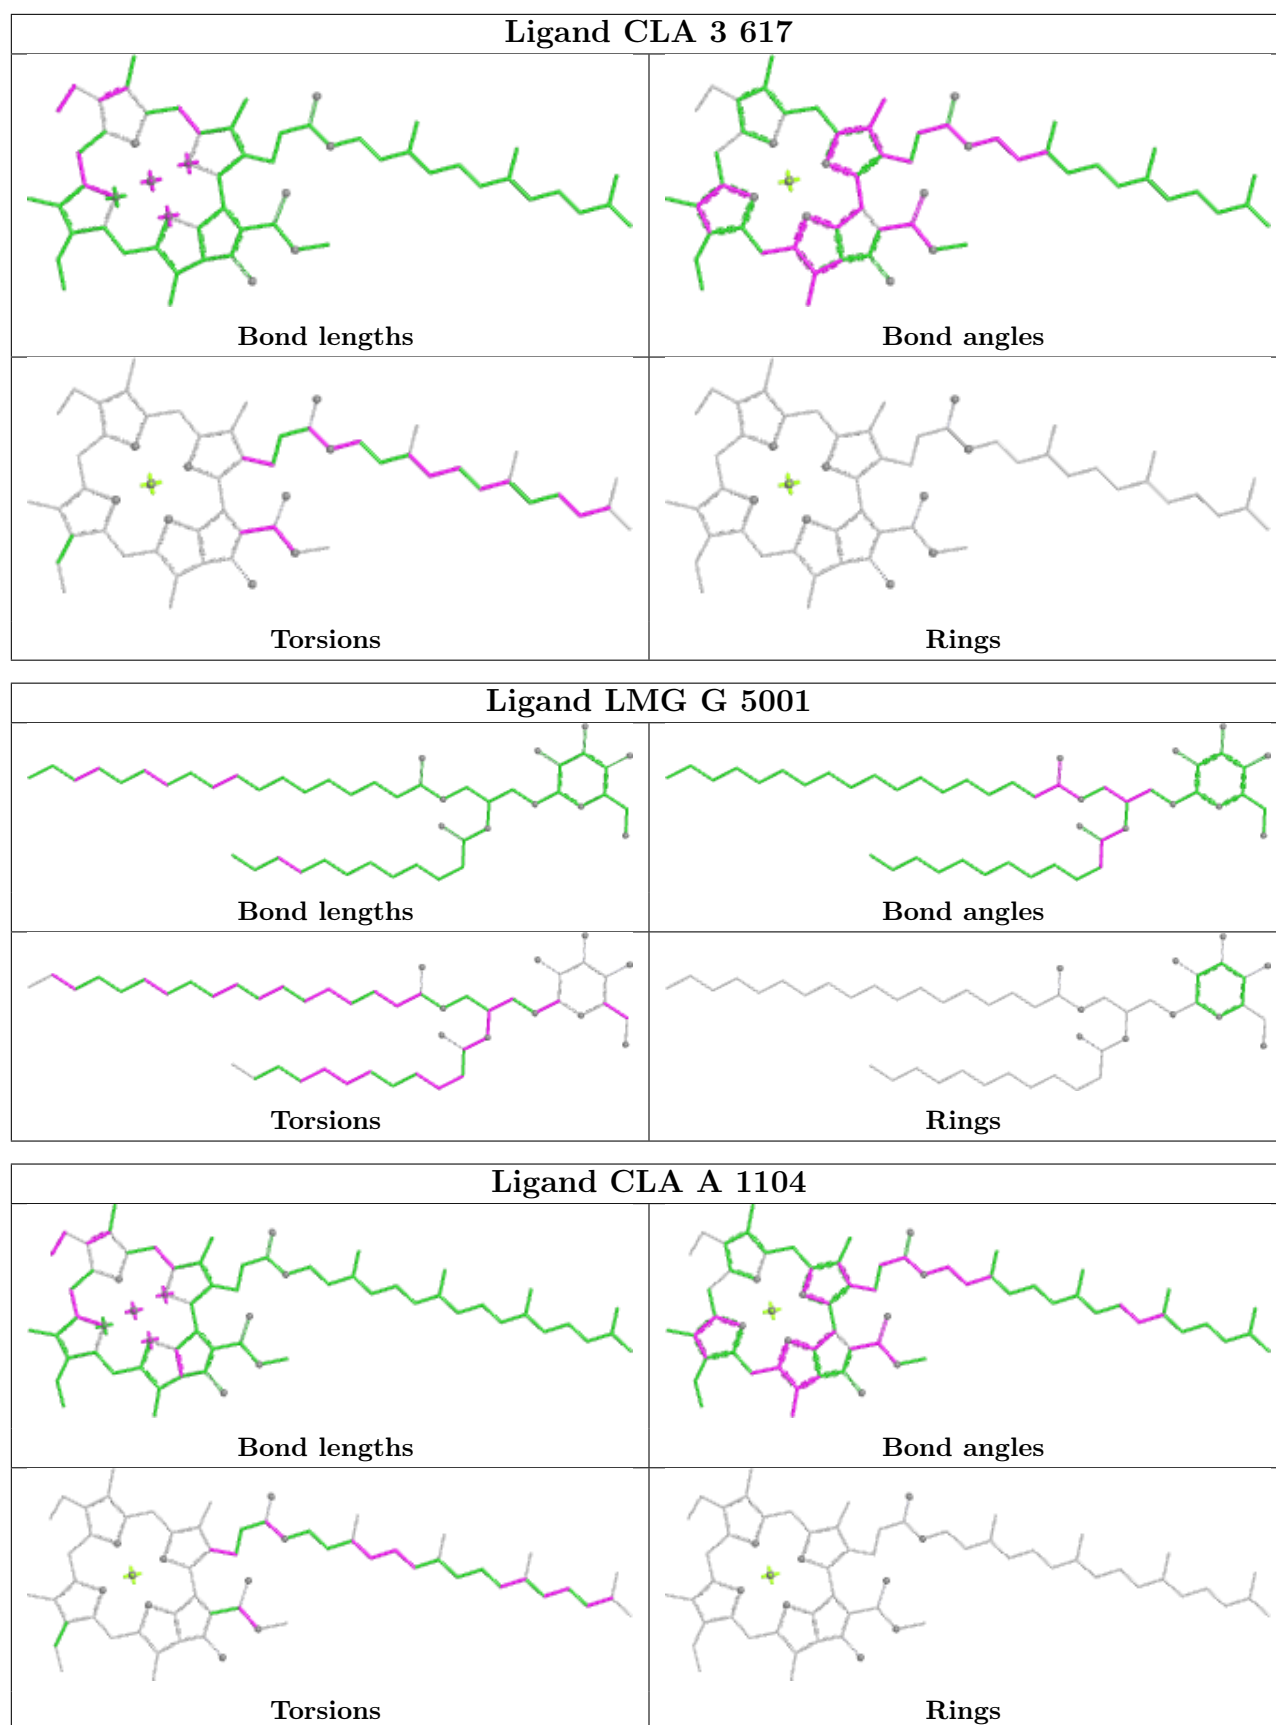 Ligand CLA 3 617
Bond lengths
Bond angles
Torsions
Rings
Ligand LMG G 5001
Bond lengths
Bond angles
Torsions
Rings
Ligand CLA A 1104
Bond lengths
Bond angles
Torsions
Rings